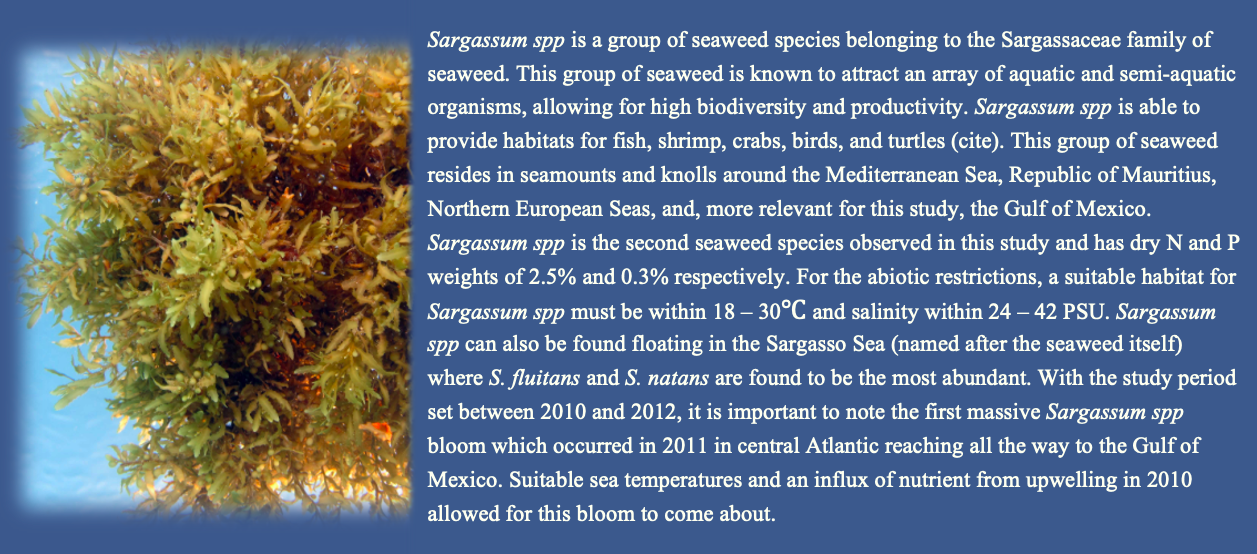 Sargassum spp is a group of seaweed species belonging to the Sargassaceae family of
seaweed. This group of seaweed is known to attract an array of aquatic and semi-aquatic
organisms, allowing for high biodiversity and productivity. Sargassum spp is able to
provide habitats for fish, shrimp, crabs, birds, and turtles (cite). This group of seaweed
resides in seamounts and knolls around the Mediterranean Sea, Republic of Mauritius,
Northern European Seas, and, more relevant for this study, the Gulf of Mexico.
Sargassum spp is the second seaweed species observed in this study and has dry N and P
weights of 2.5% and 0.3% respectively. For the abiotic restrictions, a suitable habitat for
Sargassum spp must be within 18 – 30℃ and salinity within 24 – 42 PSU. Sargassum
spp can also be found floating in the Sargasso Sea (named after the seaweed itself)
where S. fluitans and S. natans are found to be the most abundant. With the study period
set between 2010 and 2012, it is important to note the first massive Sargassum spp
bloom which occurred in 2011 in central Atlantic reaching all the way to the Gulf of
Mexico. Suitable sea temperatures and an influx of nutrient from upwelling in 2010
allowed for this bloom to come about.